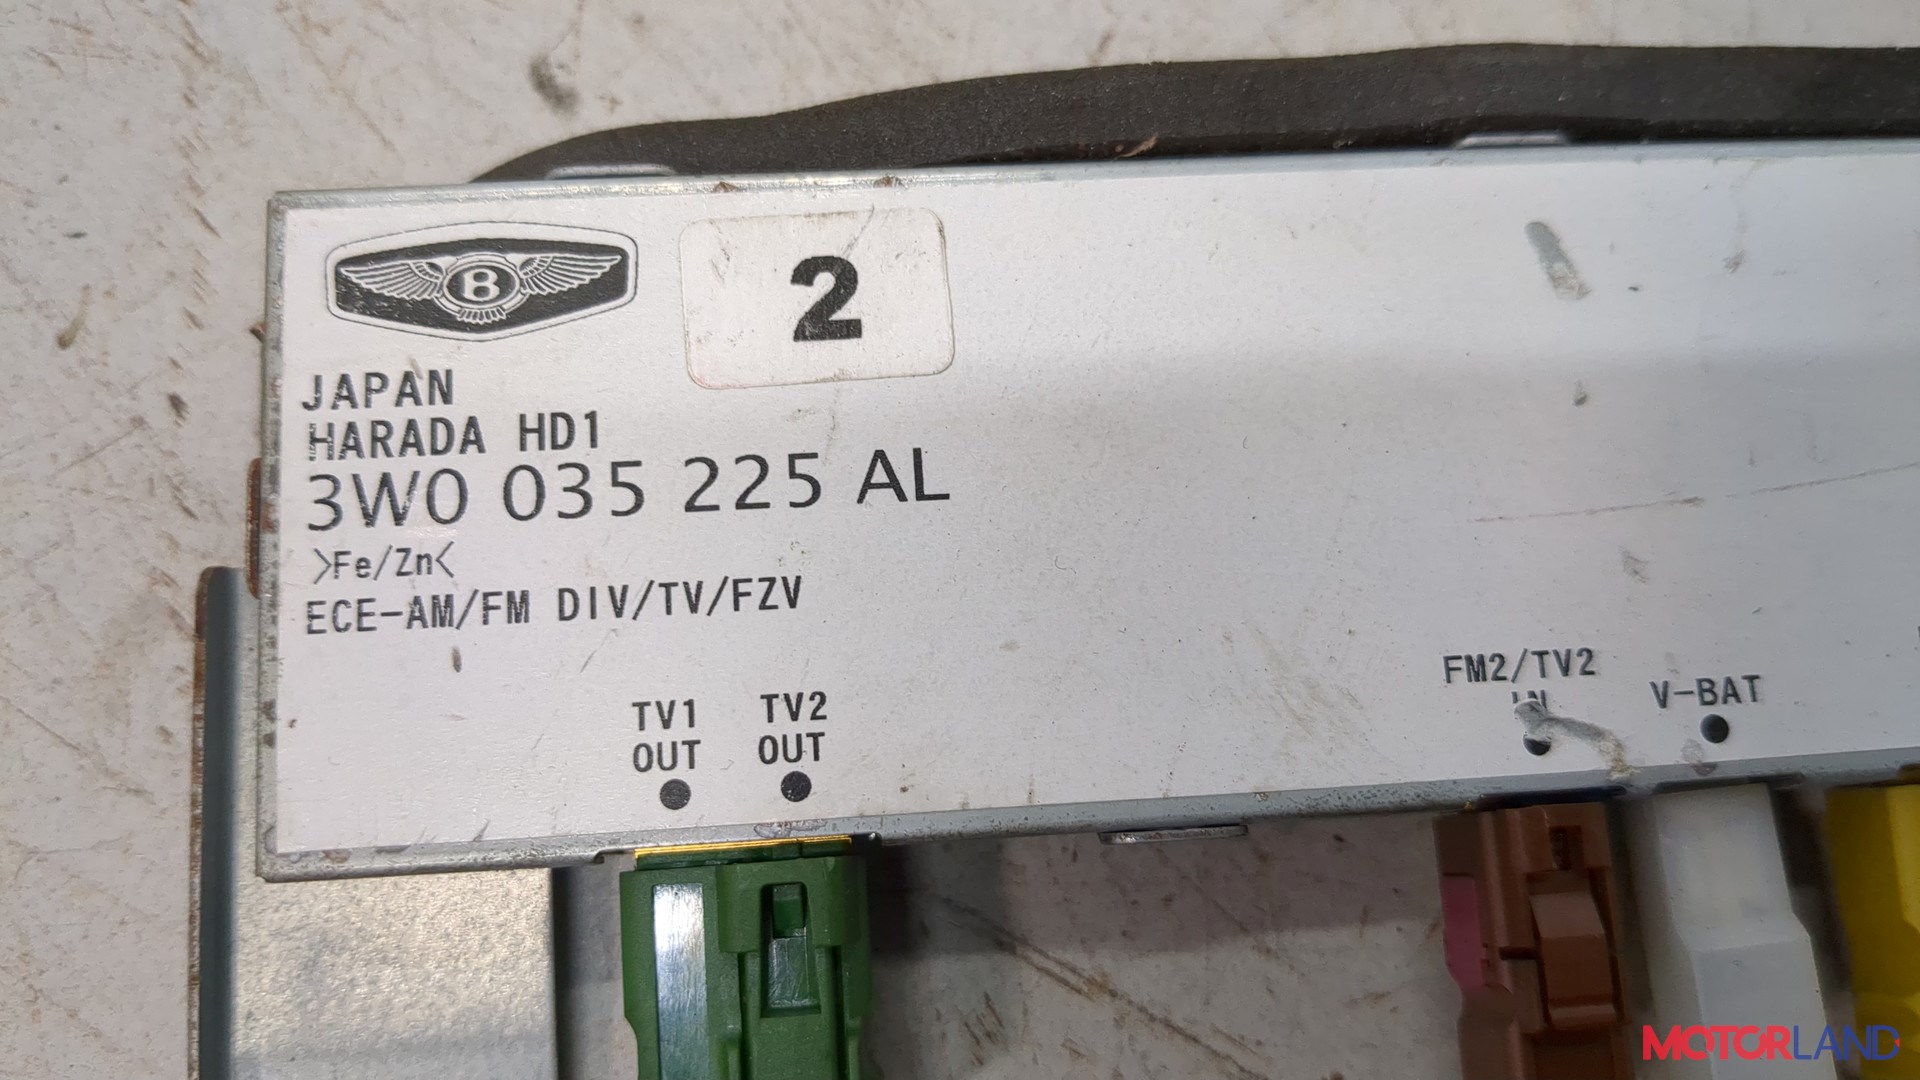 B
2
JAPAN
HARADA HD1
3W0 035 225 AL
>Fe/Zn<
ECE-AM/FM DIV/TV/FZV
TV1
OUT
TV2
OUT
FM2/TV2
IN
V-BAT
MOTORLAND